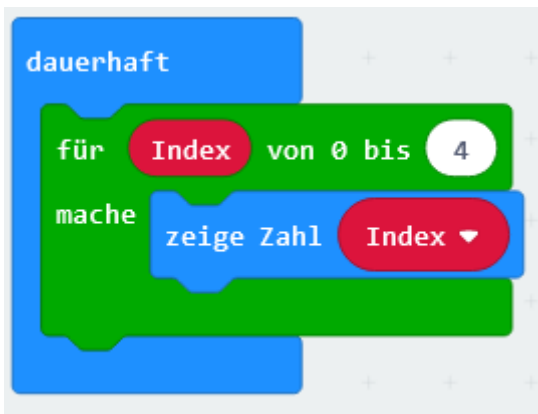 dauerhaft
für Index von 0 bis 4
mache
zeige Zahl Index